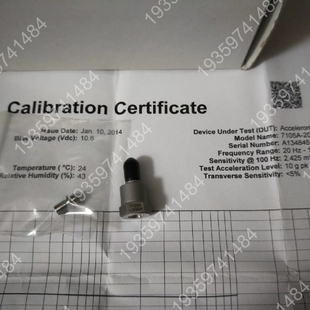 19359741484
Calibration Certificate
Issue Date: Jan. 10, 2014
Bias Voltage (Vdc): 10.6
Temperature (°C): 24
Relative Humidity (%): 43
Device Under Test (DUT):
Model Name: 7105A-
Serial Number:
Frequency Range: 20 Hz -
Sensitivity @ 100 Hz: 2.425
Test Acceleration Level: 10 g pk
Transverse Sensitivity: <5%